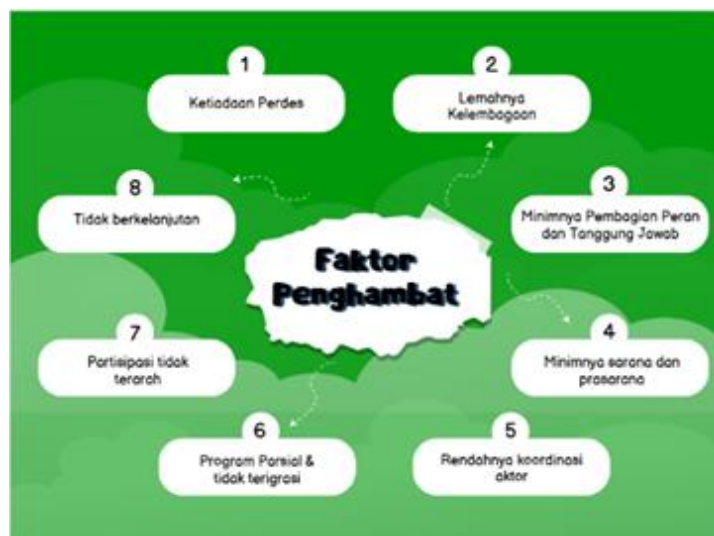 1
Ketiadaan Perdes
2
Lemahnya
Kelembagaan
3
Minimnya Pembagian Peran
dan Tanggung Jawab
4
Minimnya sarana dan
prasarana
5
Rendahnya koordinasi
aktor
6
Program Parsial &
tidak terigrasi
7
Partisipasi tidak
terarah
8
Tidak berkelanjutan
Faktor
Penghambat